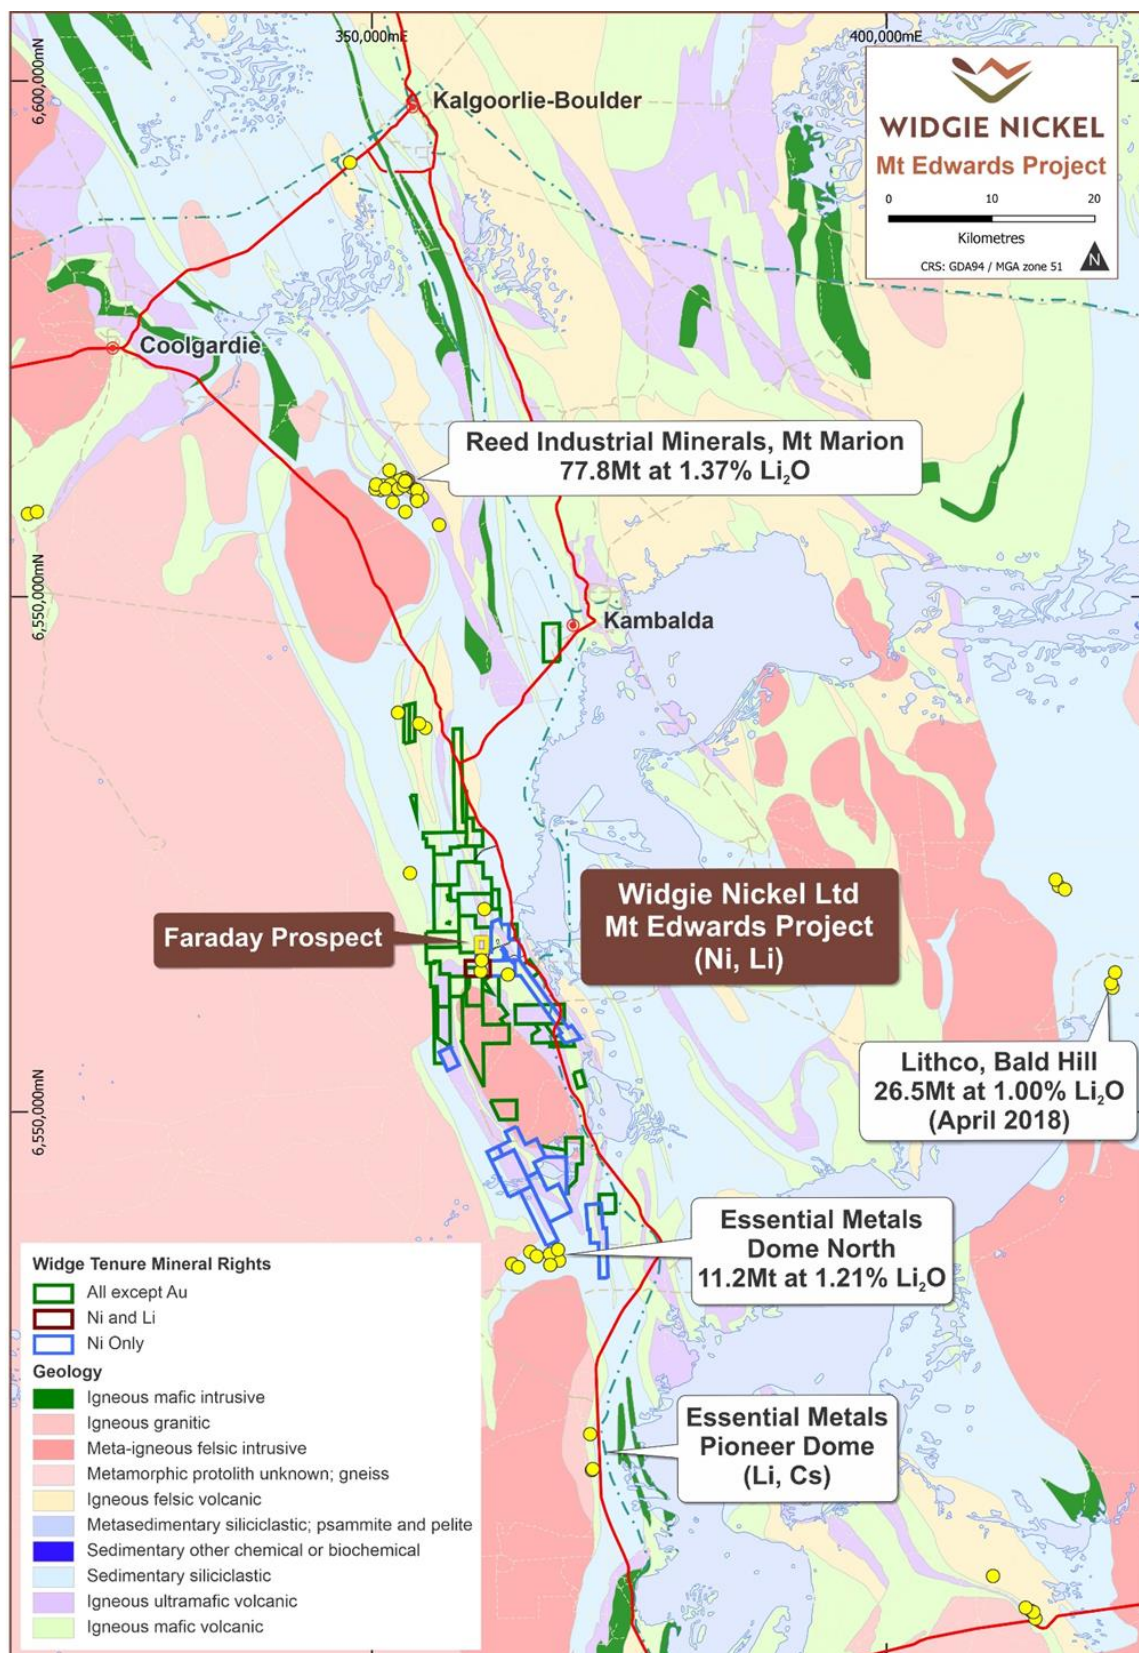 350,000mE
400,000mE
6,600,000mN
Kalgoorlie-Boulder
WIDGIE NICKEL
Mt Edwards Project
0 10 20
Kilometres
CRS: GDA94 / MGA zone 51
N
Coolgardie
Reed Industrial Minerals, Mt Marion
77.8Mt at 1.37% Li₂O
6,550,000mN
Kambalda
Widgie Nickel Ltd
Mt Edwards Project
(Ni, Li)
Faraday Prospect
Lithco, Bald Hill
26.5Mt at 1.00% Li₂O
(April 2018)
6,550,000mN
Essential Metals
Dome North
11.2Mt at 1.21% Li₂O
Essential Metals
Pioneer Dome
(Li, Cs)
Widge Tenure Mineral Rights
All except Au
Ni and Li
Ni Only
Geology
Igneous mafic intrusive
Igneous granitic
Meta-igneous felsic intrusive
Metamorphic protolith unknown; gneiss
Igneous felsic volcanic
Metasedimentary siliciclastic; psammite and pelite
Sedimentary other chemical or biochemical
Sedimentary siliciclastic
Igneous ultramafic volcanic
Igneous mafic volcanic